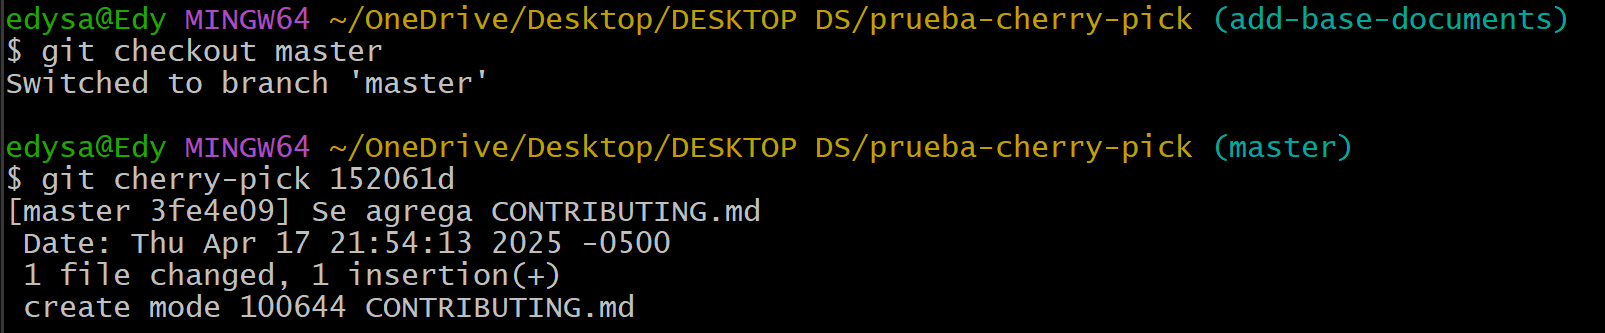 edysa@Edy MINGW64 ~/OneDrive/Desktop/DESKTOP DS/prueba-cherry-pick (add-base-documents)
$ git checkout master
Switched to branch 'master'

edysa@Edy MINGW64 ~/OneDrive/Desktop/DESKTOP DS/prueba-cherry-pick (master)
$ git cherry-pick 152061d
[master 3fe4e09] Se agrega CONTRIBUTING.md
 Date: Thu Apr 17 21:54:13 2025 -0500
 1 file changed, 1 insertion(+)
 create mode 100644 CONTRIBUTING.md